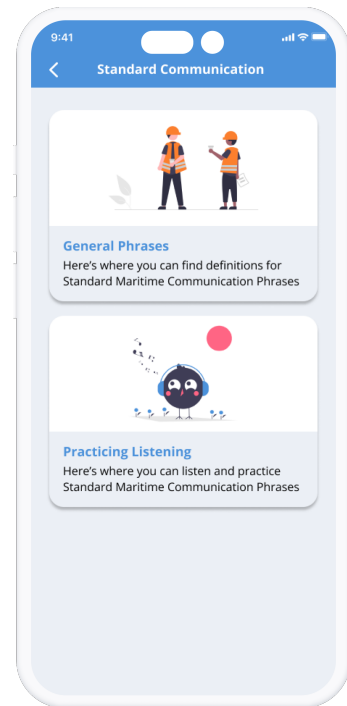 9:41
Standard Communication
General Phrases
Here's where you can find definitions for
Standard Maritime Communication Phrases
Practicing Listening
Here's where you can listen and practice
Standard Maritime Communication Phrases